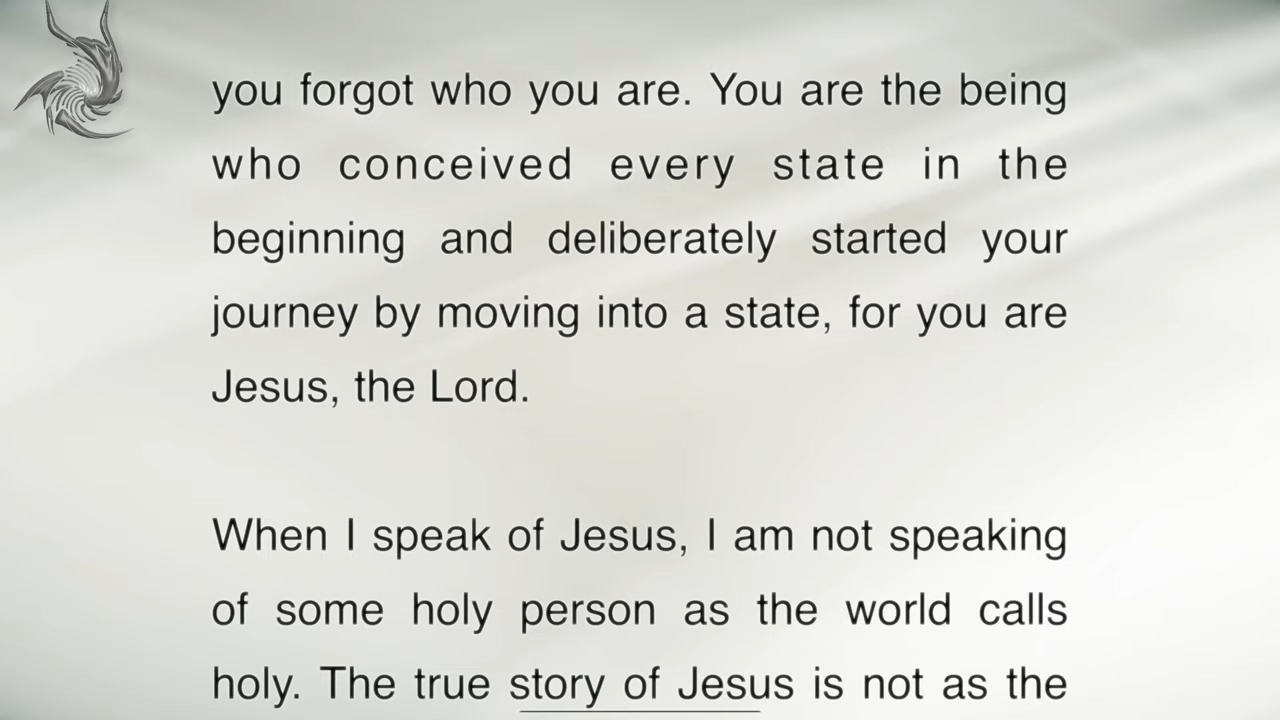 you forgot who you are. You are the being
who conceived every state in the
beginning and deliberately started your
journey by moving into a state, for you are
Jesus, the Lord.
When I speak of Jesus, I am not speaking
of some holy person as the world calls
holy. The true story of Jesus is not as the